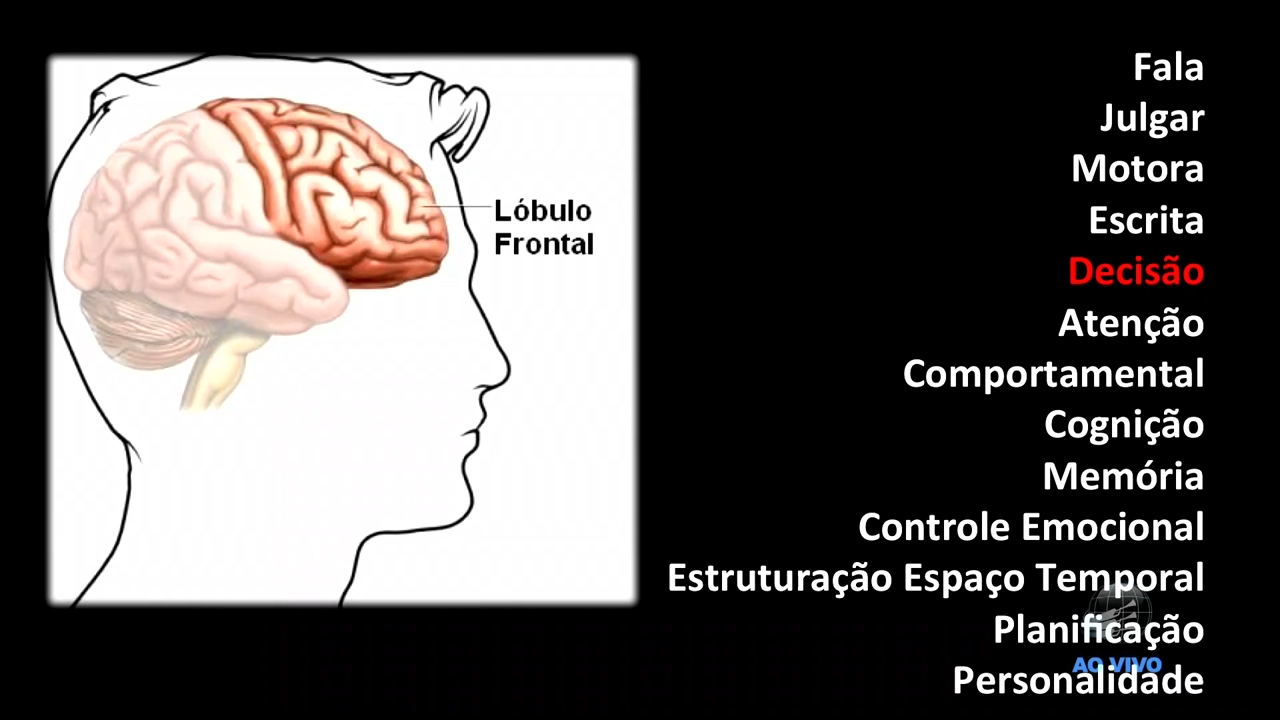 Lóbulo
Frontal
Fala
Julgar
Motora
Escrita
Decisão
Atenção
Comportamental
Cognição
Memória
Controle Emocional
Estruturação Espaço Temporal
Planificação
AO VIVO
Personalidade